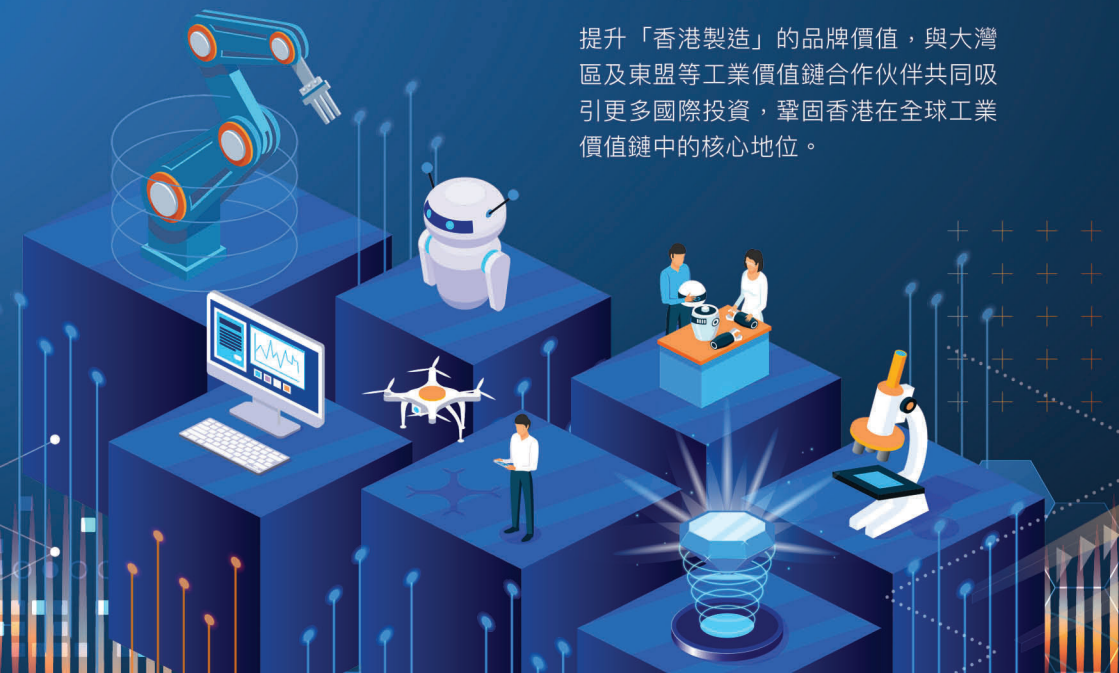 提升「香港製造」的品牌價值，與大灣
區及東盟等工業價值鏈合作伙伴共同吸
引更多國際投資，鞏固香港在全球工業
價值鏈中的核心地位。